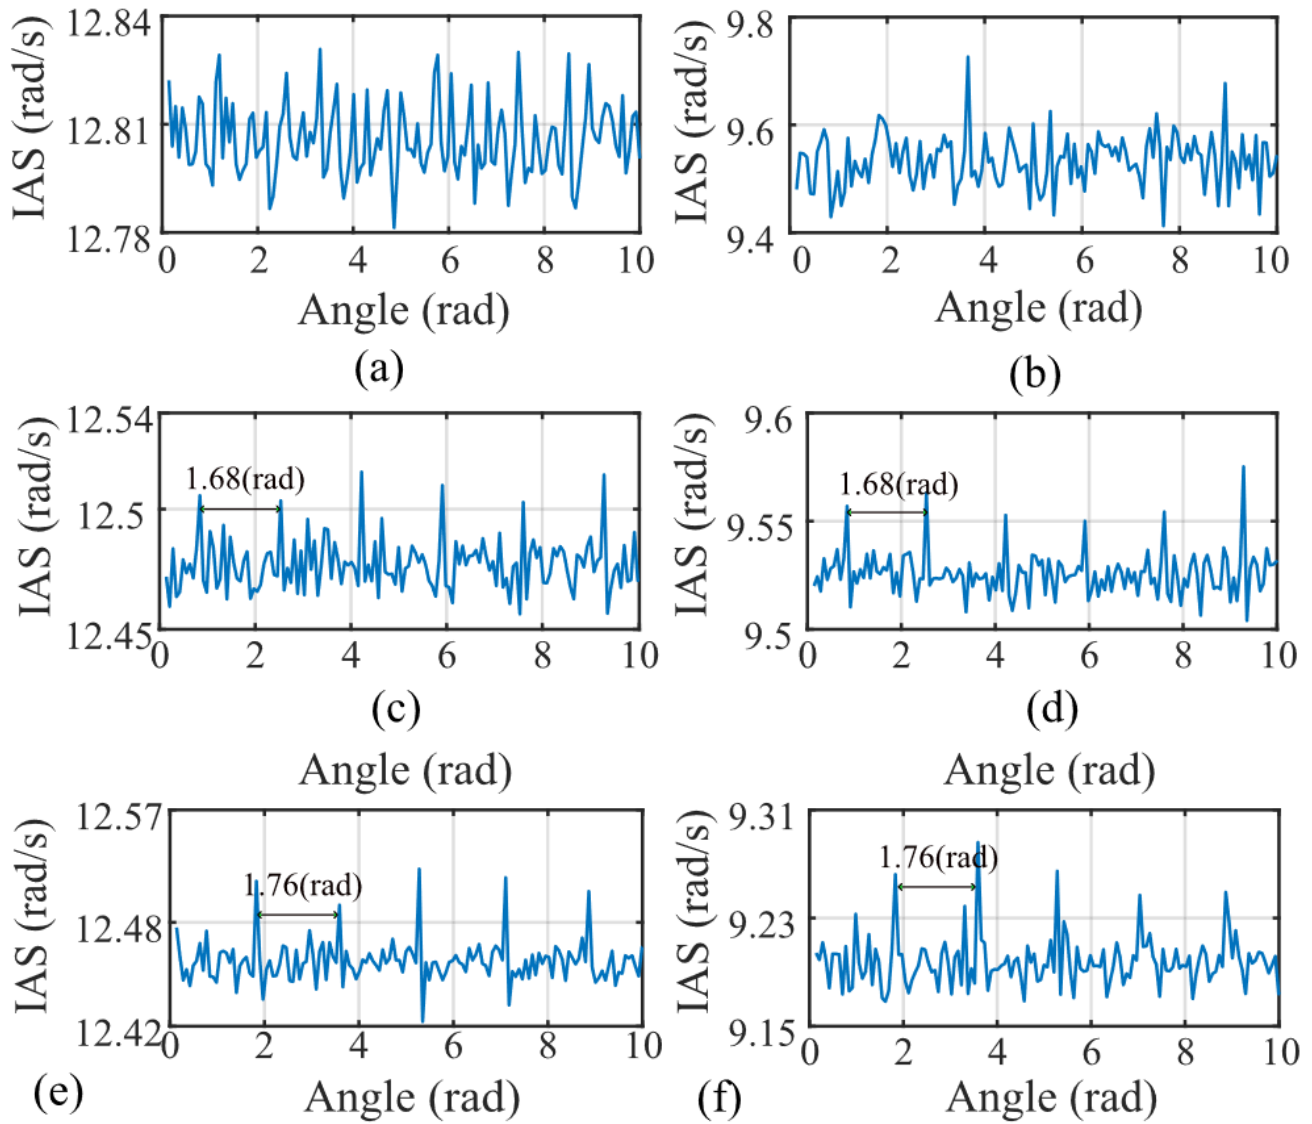 12.84
12.81
12.78
IAS (rad/s)
0 2 4 6 8 10
Angle (rad)
(a)
9.8
9.6
9.4
IAS (rad/s)
0 2 4 6 8 10
Angle (rad)
(b)
12.54
12.5
12.45
IAS (rad/s)
1.68(rad)
0 2 4 6 8 10
(c)
Angle (rad)
9.6
9.55
9.5
IAS (rad/s)
1.68(rad)
0 2 4 6 8 10
(d)
Angle (rad)
12.57
12.48
12.42
IAS (rad/s)
1.76(rad)
0 2 4 6 8 10
(e)
Angle (rad)
9.31
9.23
9.15
IAS (rad/s)
1.76(rad)
0 2 4 6 8 10
(f)
Angle (rad)